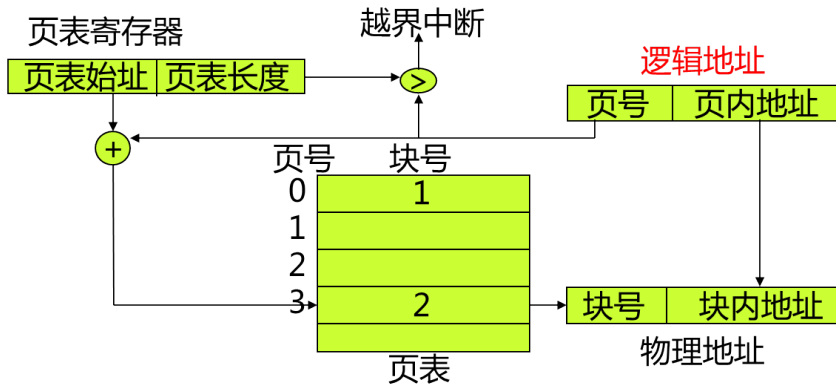 越界中断
页表寄存器
逻辑地址
页表始址 页表长度
>
页号 页内地址
+
页号 块号
0 1
1
2
3 2
块号 块内地址
物理地址
页表